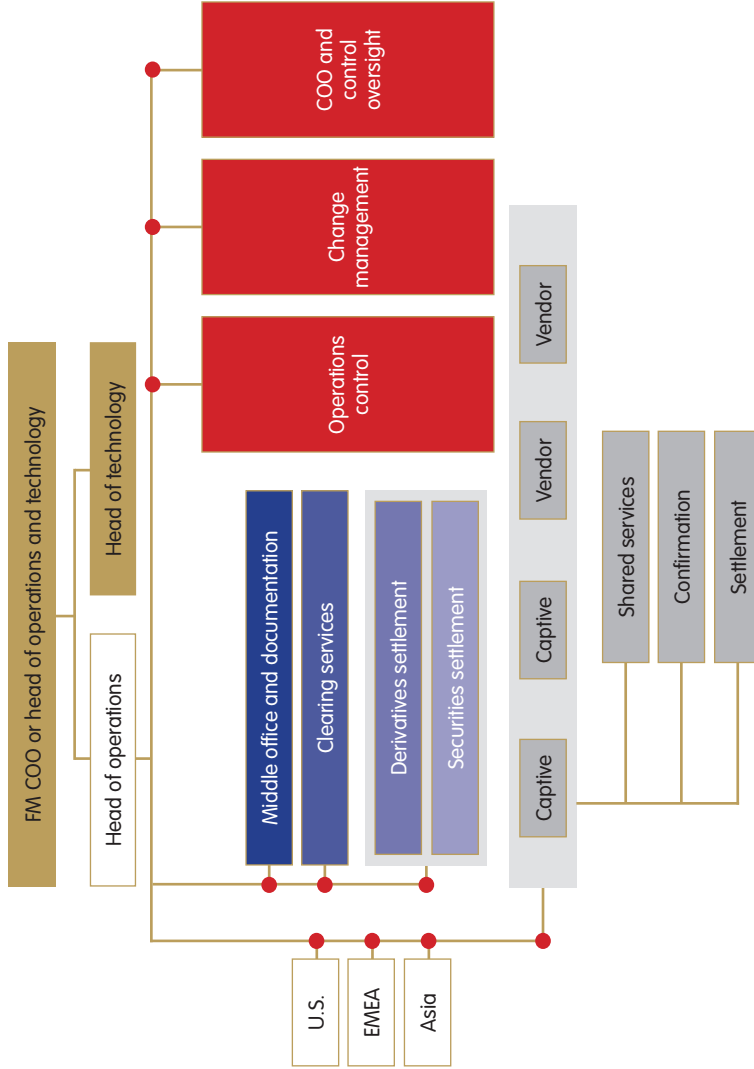 FM COO or head of operations and technology
Head of operations
Head of technology
U.S.
EMEA
Asia
Middle office and documentation
Clearing services
Derivatives settlement
Securities settlement
Operations
control
Change
management
COO and
control
oversight
Captive
Captive
Vendor
Vendor
Shared services
Confirmation
Settlement